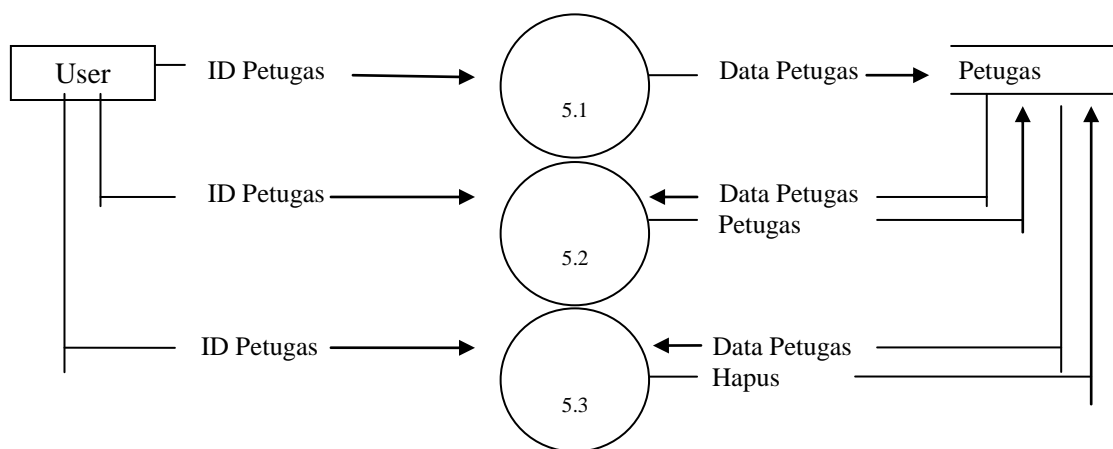 User
ID Petugas
Data Petugas
Petugas
5.1
ID Petugas
Data Petugas
Petugas
5.2
ID Petugas
Data Petugas
Hapus
5.3